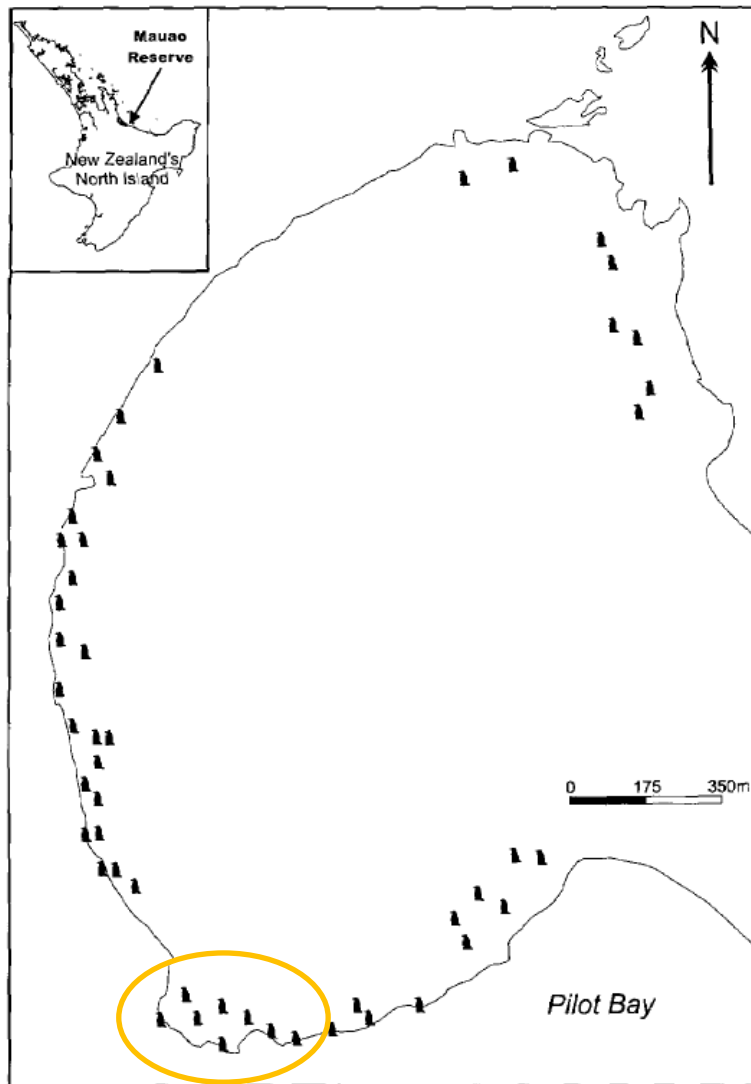 Mauao
Reserve
New Zealand's
North Island
N
0 175 350m
Pilot Bay